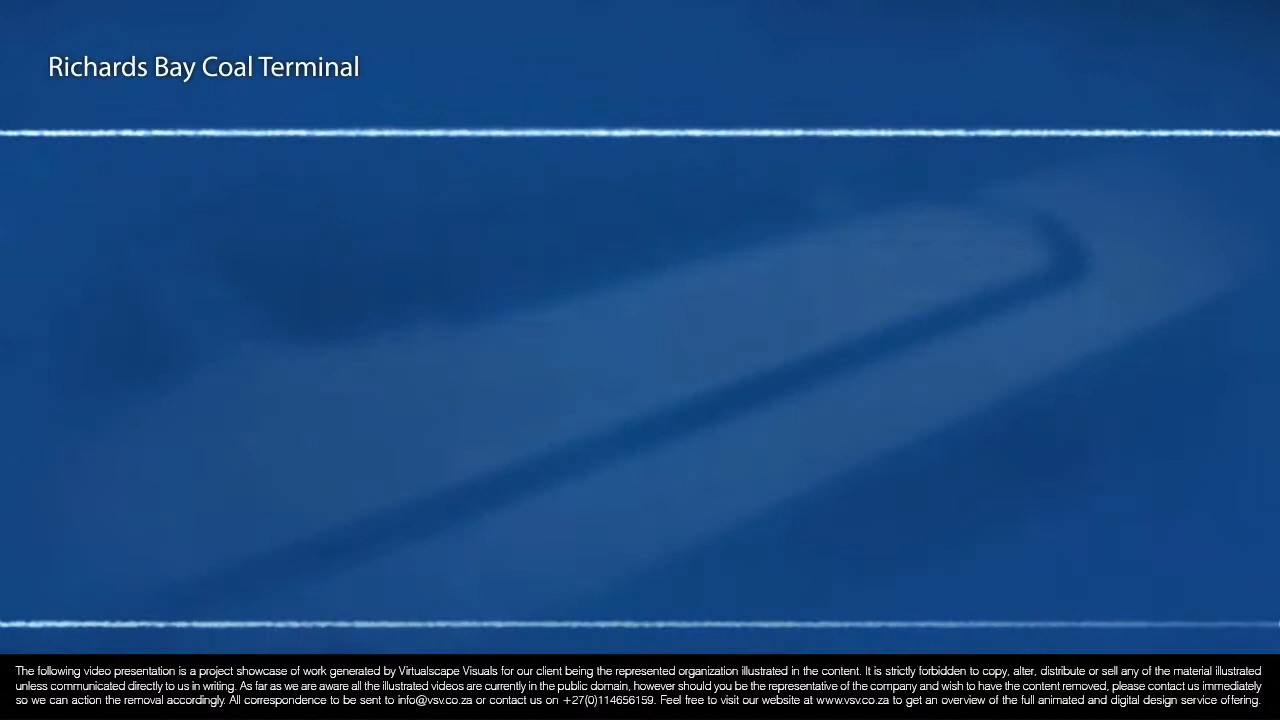 Richards Bay Coal Terminal
The following video presentation is a project showcase of work generated by Virtualscape Visuals for our client being the represented organization illustrated in the content. It is strictly forbidden to copy, alter, distribute or sell any of the material illustrated
unless communicated directly to us in writing. As far as we are aware all the illustrated videos are currently in the public domain, however should you be the representative of the company and wish to have the content removed, please contact us immediately
so we can action the removal accordingly. All correspondence to be sent to info@vsv.co.za or contact us on +27(0)114656159. Feel free to visit our website at www.vsv.co.za to get an overview of the full animated and digital design service offering.